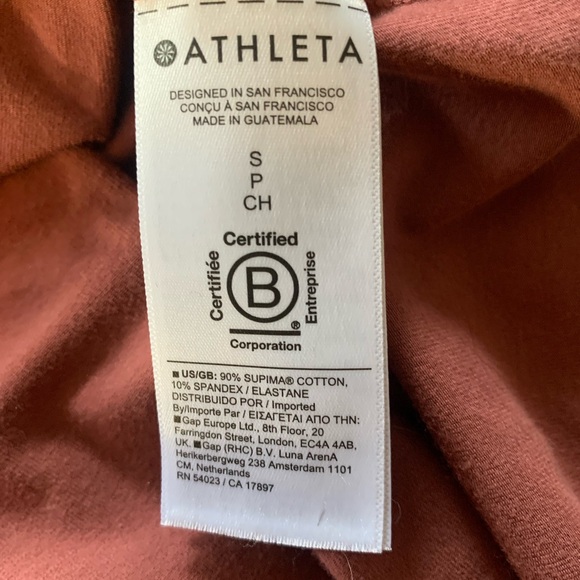 ATHLETA
DESIGNED IN SAN FRANCISCO
CONÇU À SAN FRANCISCO
MADE IN GUATEMALA
S
P
CH
Certified
Certifiée
B
Entreprise
®
Corporation
■ US/GB: 90% SUPIMA® COTTON,
10% SPANDEX / ELASTANE
DISTRIBUIDO POR / Imported
By/Importe Par / ΕΙΣΑΓΕΤΑΙ ΑΠΟ ΤΗΝ:
■ Gap Europe Ltd., 8th Floor, 20
Farringdon Street, London, EC4A 4AB,
UK. ■ Gap (RHC) B.V. Luna ArenA
Herikerbergweg 238 Amsterdam 1101
CM, Netherlands
RN 54023 / CA 17897